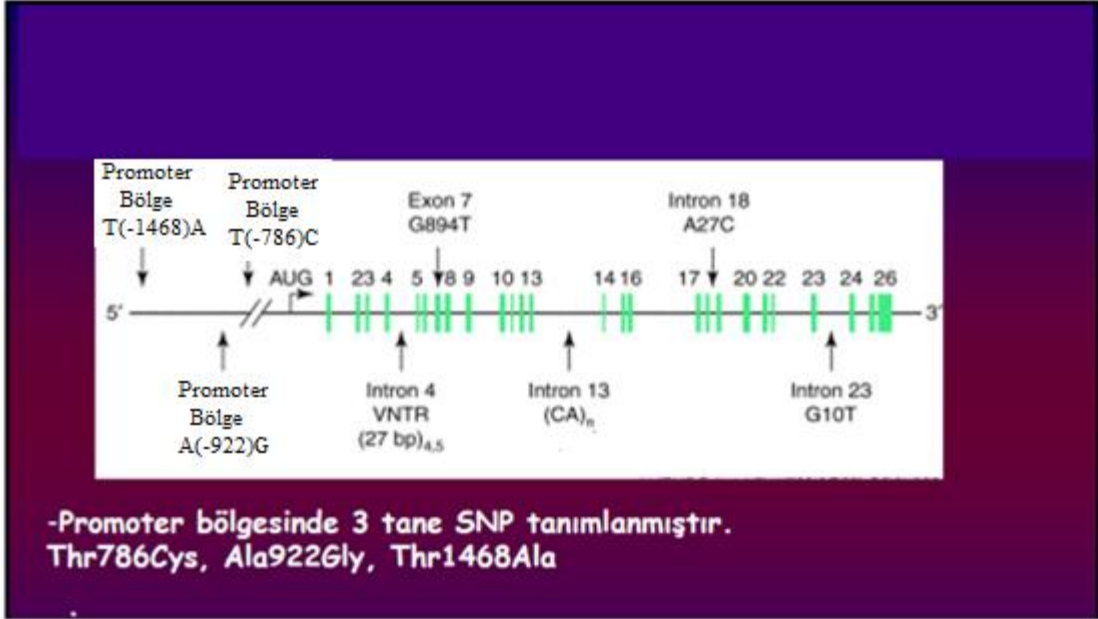 Promoter
Bölge
T(-1468)A
Promoter
Bölge
T(-786)C
Exon 7
G894T
Intron 18
A27C
AUG 1 23 4 5 78 9 10 13 14 16 17 20 22 23 24 26
5′ 3′
Promoter
Bölge
A(-922)G
Intron 4
VNTR
(27 bp)4,5
Intron 13
(CA)n
Intron 23
G10T
-Promoter bölgesinde 3 tane SNP tanımlanmıştır.
Thr786Cys, Ala922Gly, Thr1468Ala